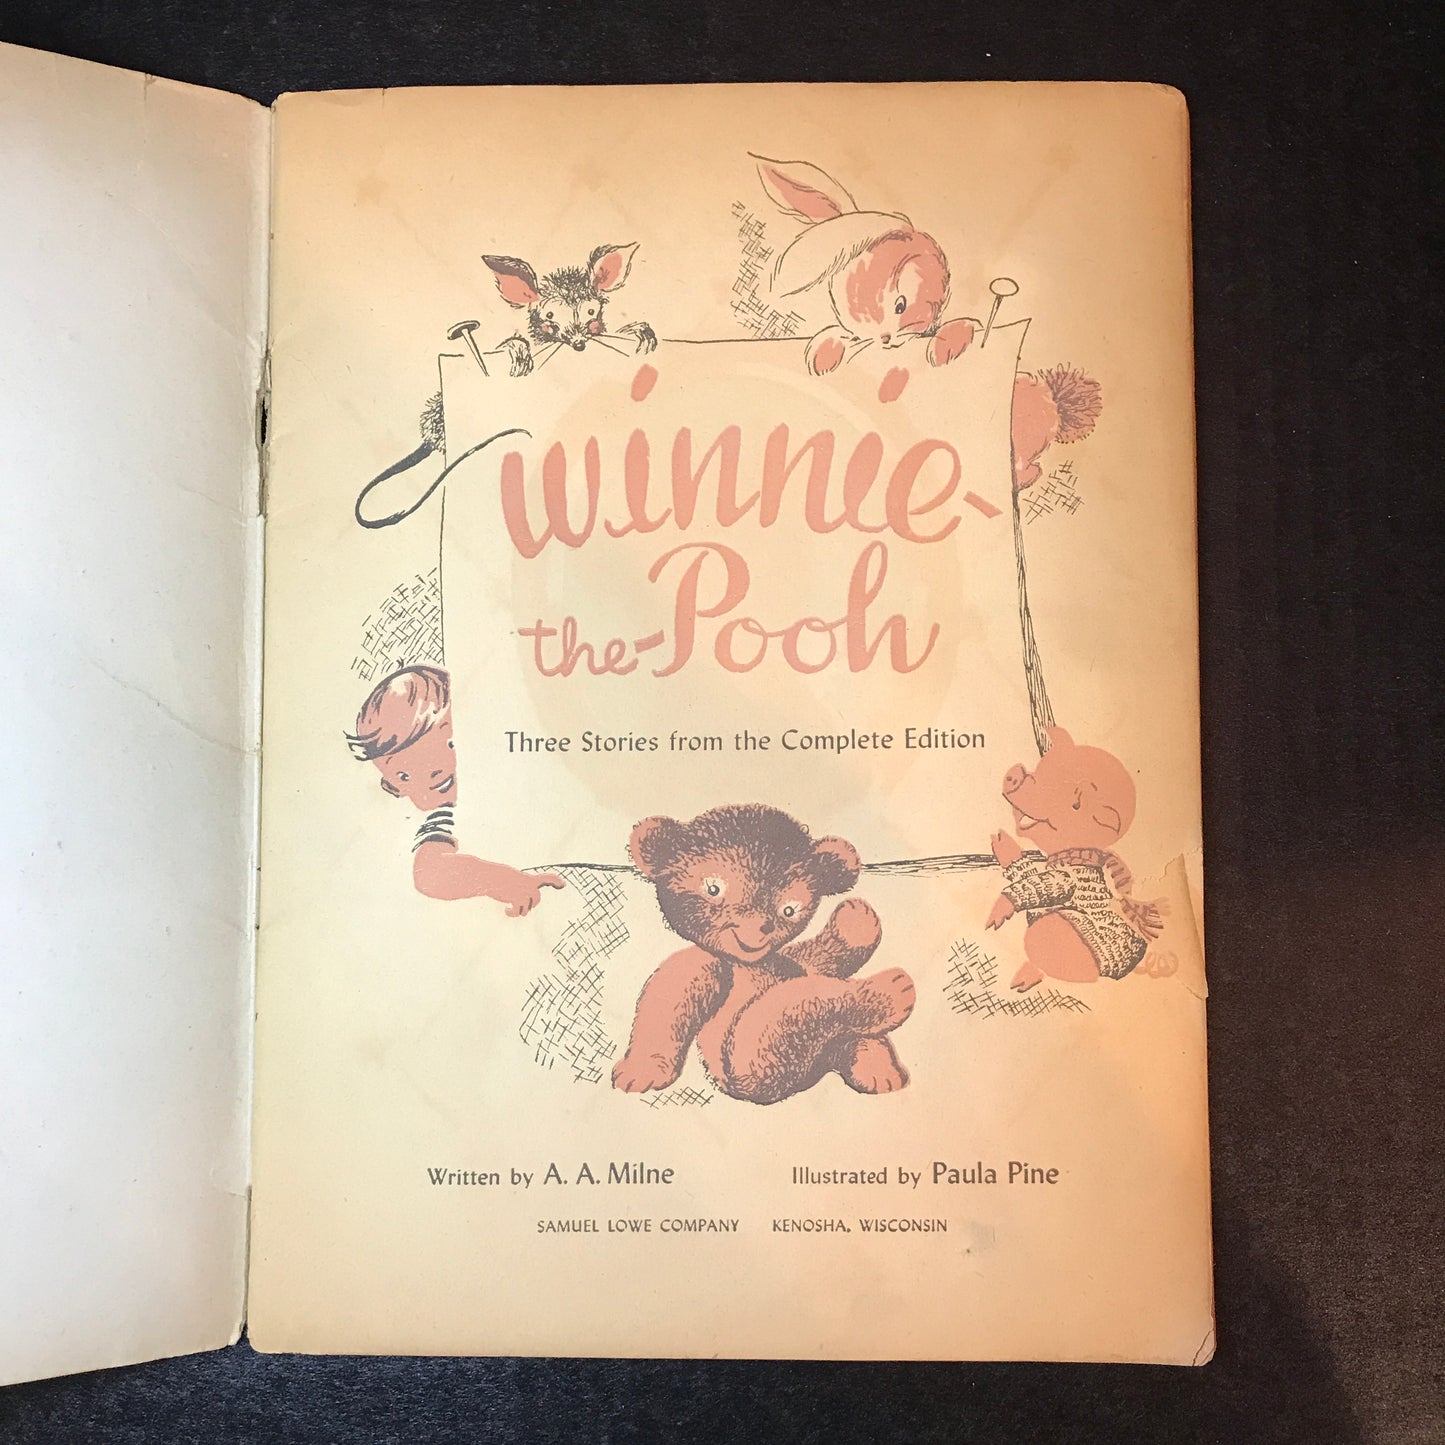 Winnie-
the-Pooh
Three Stories from the Complete Edition
Written by A. A. Milne
Illustrated by Paula Pine
SAMUEL LOWE COMPANY KENOSHA, WISCONSIN